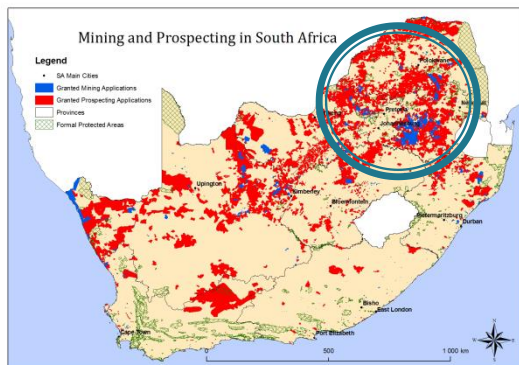 Mining and Prospecting in South Africa
Legend
SA Main Cities
Granted Mining Applications
Granted Prospecting Applications
Provinces
Formal Protected Areas
Polokwane
Pretoria
Johannesburg
Upington
Kimberley
Bloemfontein
Pietermaritzburg
Durban
Bisho
East London
Cape Town
Port Elizabeth
0
500
1 000 km